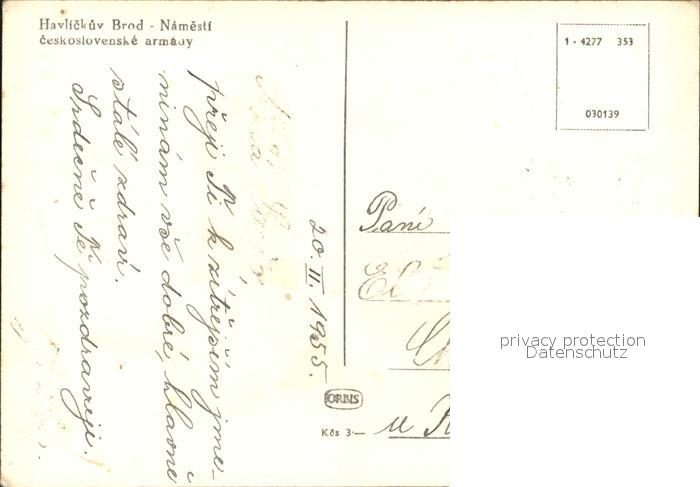 Havlíčkův Brod - Náměstí
československé armády
1 - 4277 353
030139
20. II. 1955.
přeji Ti k zítřejším jme-
ninám vše dobré, hlavně
stálé zdraví.
Srdečně Tě pozdravuji.
Paní
u
ORBIS
Kčs 3·—
privacy protection
Datenschutz